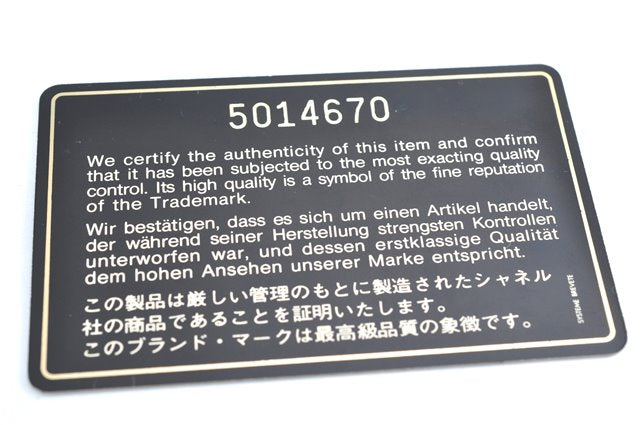 5014670
We certify the authenticity of this item and confirm
that it has been subjected to the most exacting quality
control. Its high quality is a symbol of the fine reputation
of the Trademark.
Wir bestätigen, dass es sich um einen Artikel handelt,
der während seiner Herstellung strengsten Kontrollen
unterworfen war, und dessen erstklassige Qualität
dem hohen Ansehen unserer Marke entspricht.
この製品は厳しい管理のもとに製造されたシャネル
社の商品であることを証明いたします。
このブランド・マークは最高級品質の象徴です。
SYSTEME BREVETE